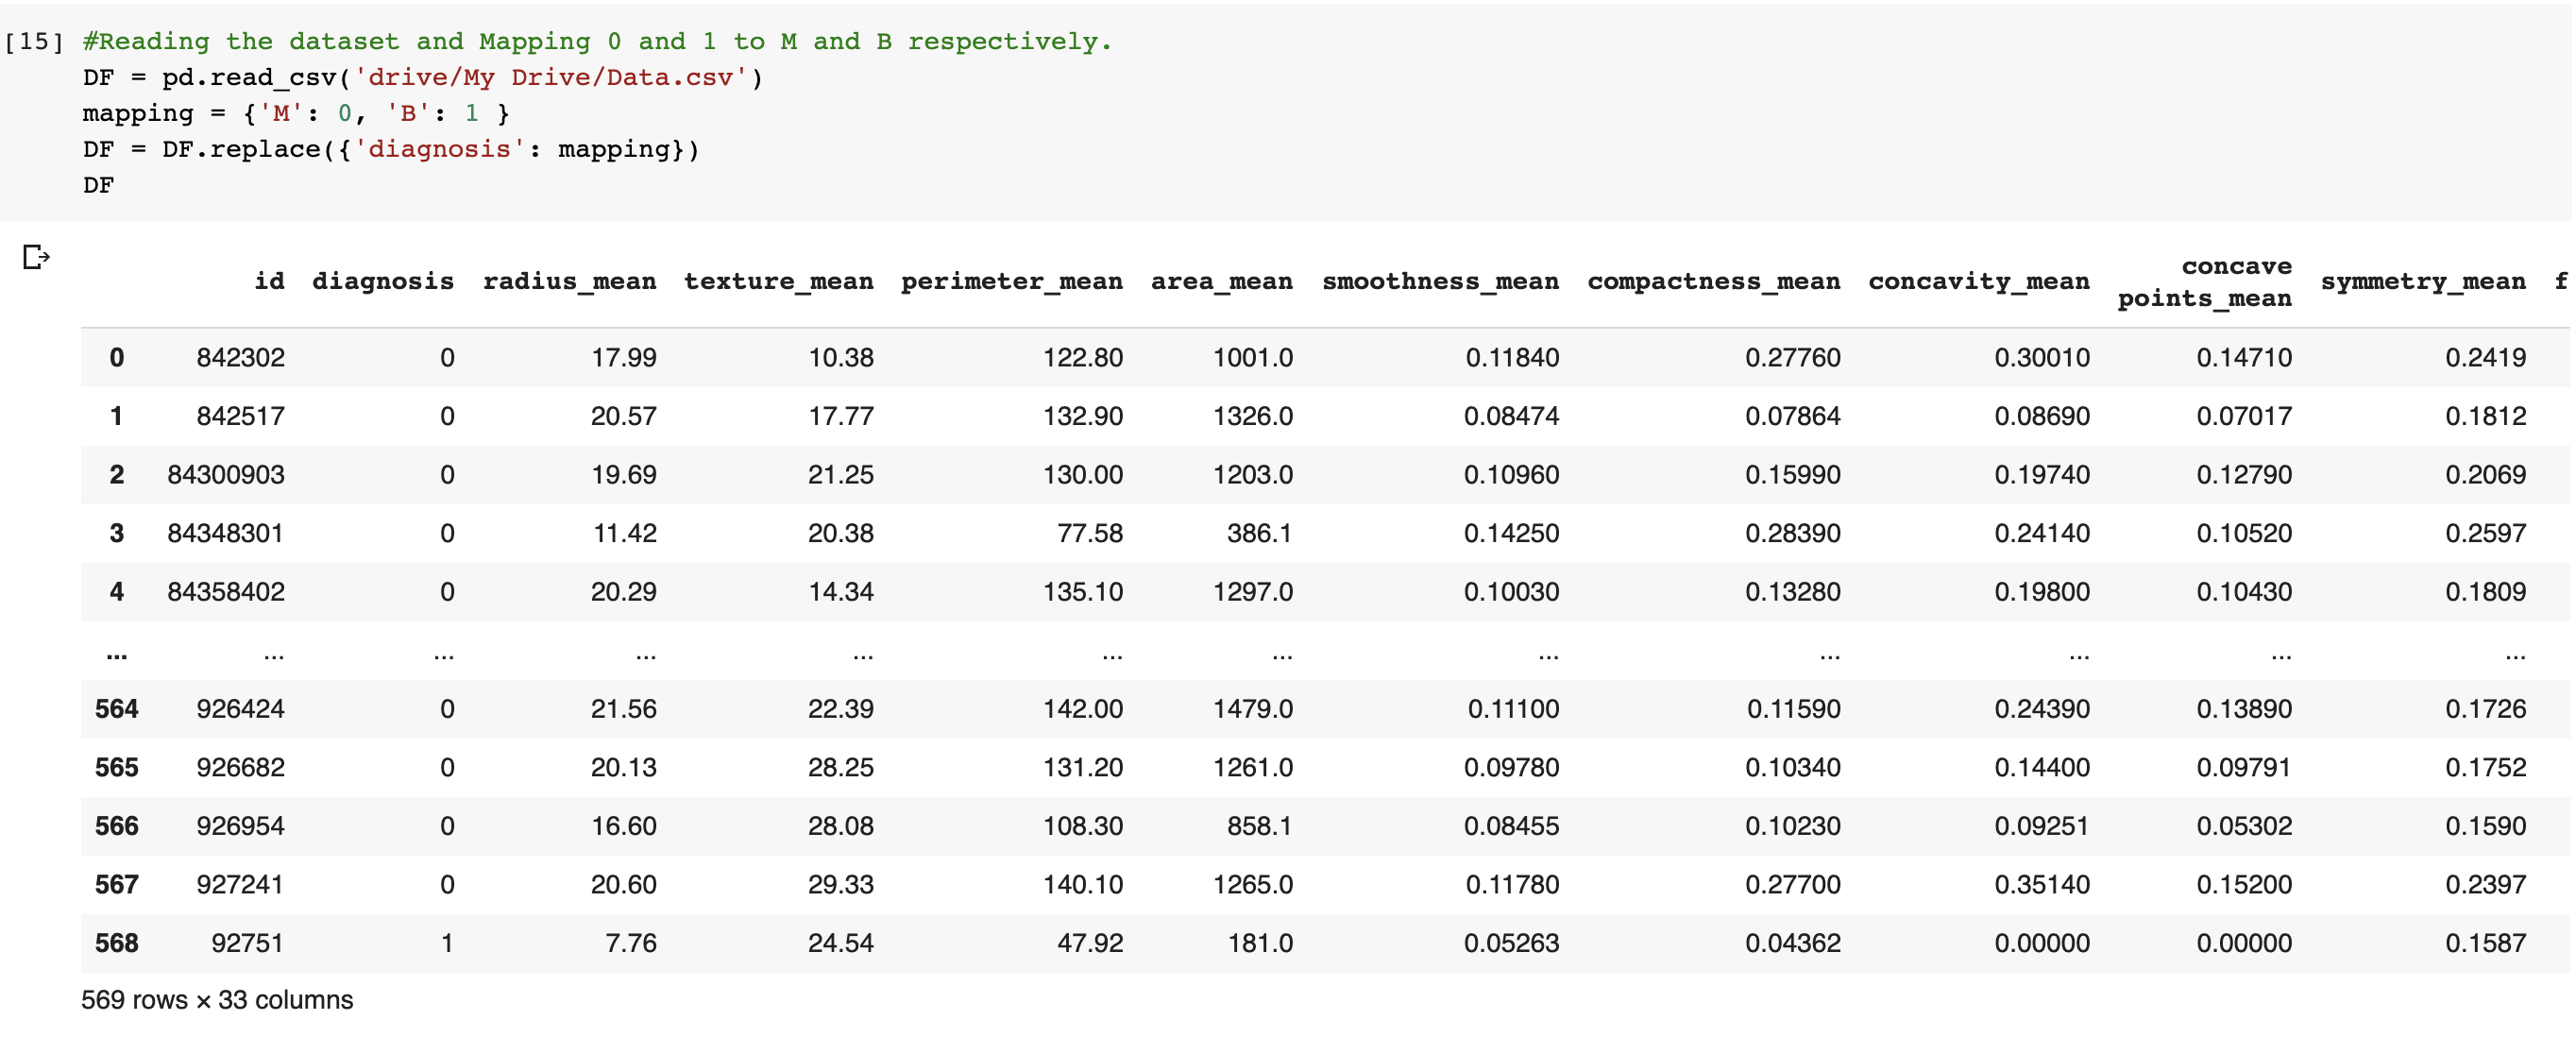 [15] #Reading the dataset and Mapping 0 and 1 to M and B respectively.
DF = pd.read_csv('drive/My Drive/Data.csv')
mapping = {'M': 0, 'B': 1 }
DF = DF.replace({'diagnosis': mapping})
DF
id diagnosis radius_mean texture_mean perimeter_mean area_mean smoothness_mean compactness_mean concavity_mean concave points_mean symmetry_mean f
0 842302 0 17.99 10.38 122.80 1001.0 0.11840 0.27760 0.30010 0.14710 0.2419
1 842517 0 20.57 17.77 132.90 1326.0 0.08474 0.07864 0.08690 0.07017 0.1812
2 84300903 0 19.69 21.25 130.00 1203.0 0.10960 0.15990 0.19740 0.12790 0.2069
3 84348301 0 11.42 20.38 77.58 386.1 0.14250 0.28390 0.24140 0.10520 0.2597
4 84358402 0 20.29 14.34 135.10 1297.0 0.10030 0.13280 0.19800 0.10430 0.1809
... ... ... ... ... ... ... ... ... ... ... ...
564 926424 0 21.56 22.39 142.00 1479.0 0.11100 0.11590 0.24390 0.13890 0.1726
565 926682 0 20.13 28.25 131.20 1261.0 0.09780 0.10340 0.14400 0.09791 0.1752
566 926954 0 16.60 28.08 108.30 858.1 0.08455 0.10230 0.09251 0.05302 0.1590
567 927241 0 20.60 29.33 140.10 1265.0 0.11780 0.27700 0.35140 0.15200 0.2397
568 92751 1 7.76 24.54 47.92 181.0 0.05263 0.04362 0.00000 0.00000 0.1587
569 rows × 33 columns